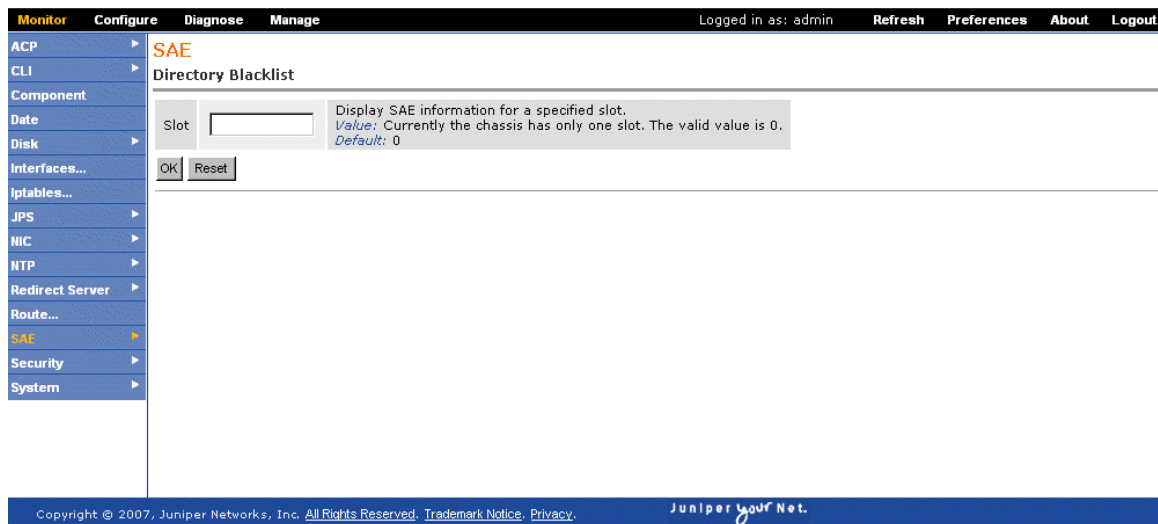 Monitor Configure Diagnose Manage Logged in as: admin Refresh Preferences About Logout
ACP
CLI
Component
Date
Disk
Interfaces...
Iptables...
JPS
NIC
NTP
Redirect Server
Route...
SAE
Security
System
SAE
Directory Blacklist
Slot
Display SAE information for a specified slot.
Value: Currently the chassis has only one slot. The valid value is 0.
Default: 0
OK Reset
Copyright © 2007, Juniper Networks, Inc. All Rights Reserved. Trademark Notice. Privacy.
Juniper your Net.